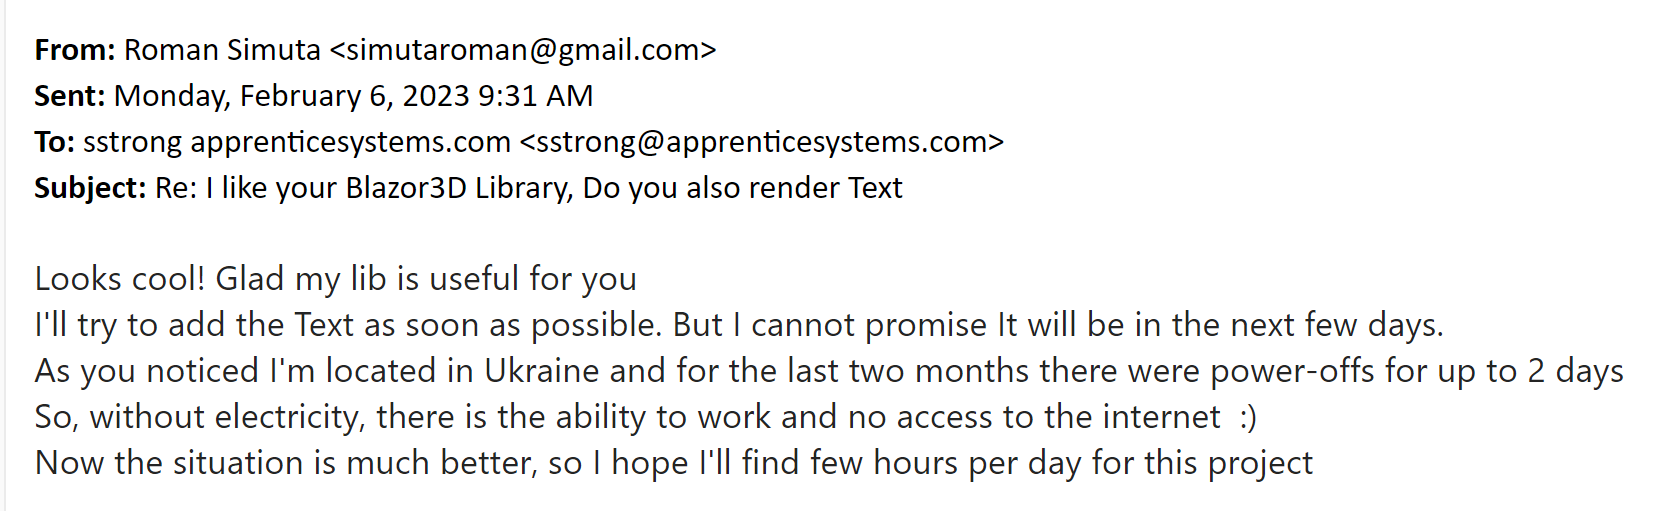 From: Roman Simuta <simutaroman@gmail.com>
Sent: Monday, February 6, 2023 9:31 AM
To: sstrong apprenticesystems.com <sstrong@apprenticesystems.com>
Subject: Re: I like your Blazor3D Library, Do you also render Text
Looks cool! Glad my lib is useful for you
I'll try to add the Text as soon as possible. But I cannot promise It will be in the next few days.
As you noticed I'm located in Ukraine and for the last two months there were power-offs for up to 2 days
So, without electricity, there is the ability to work and no access to the internet  :)
Now the situation is much better, so I hope I'll find few hours per day for this project